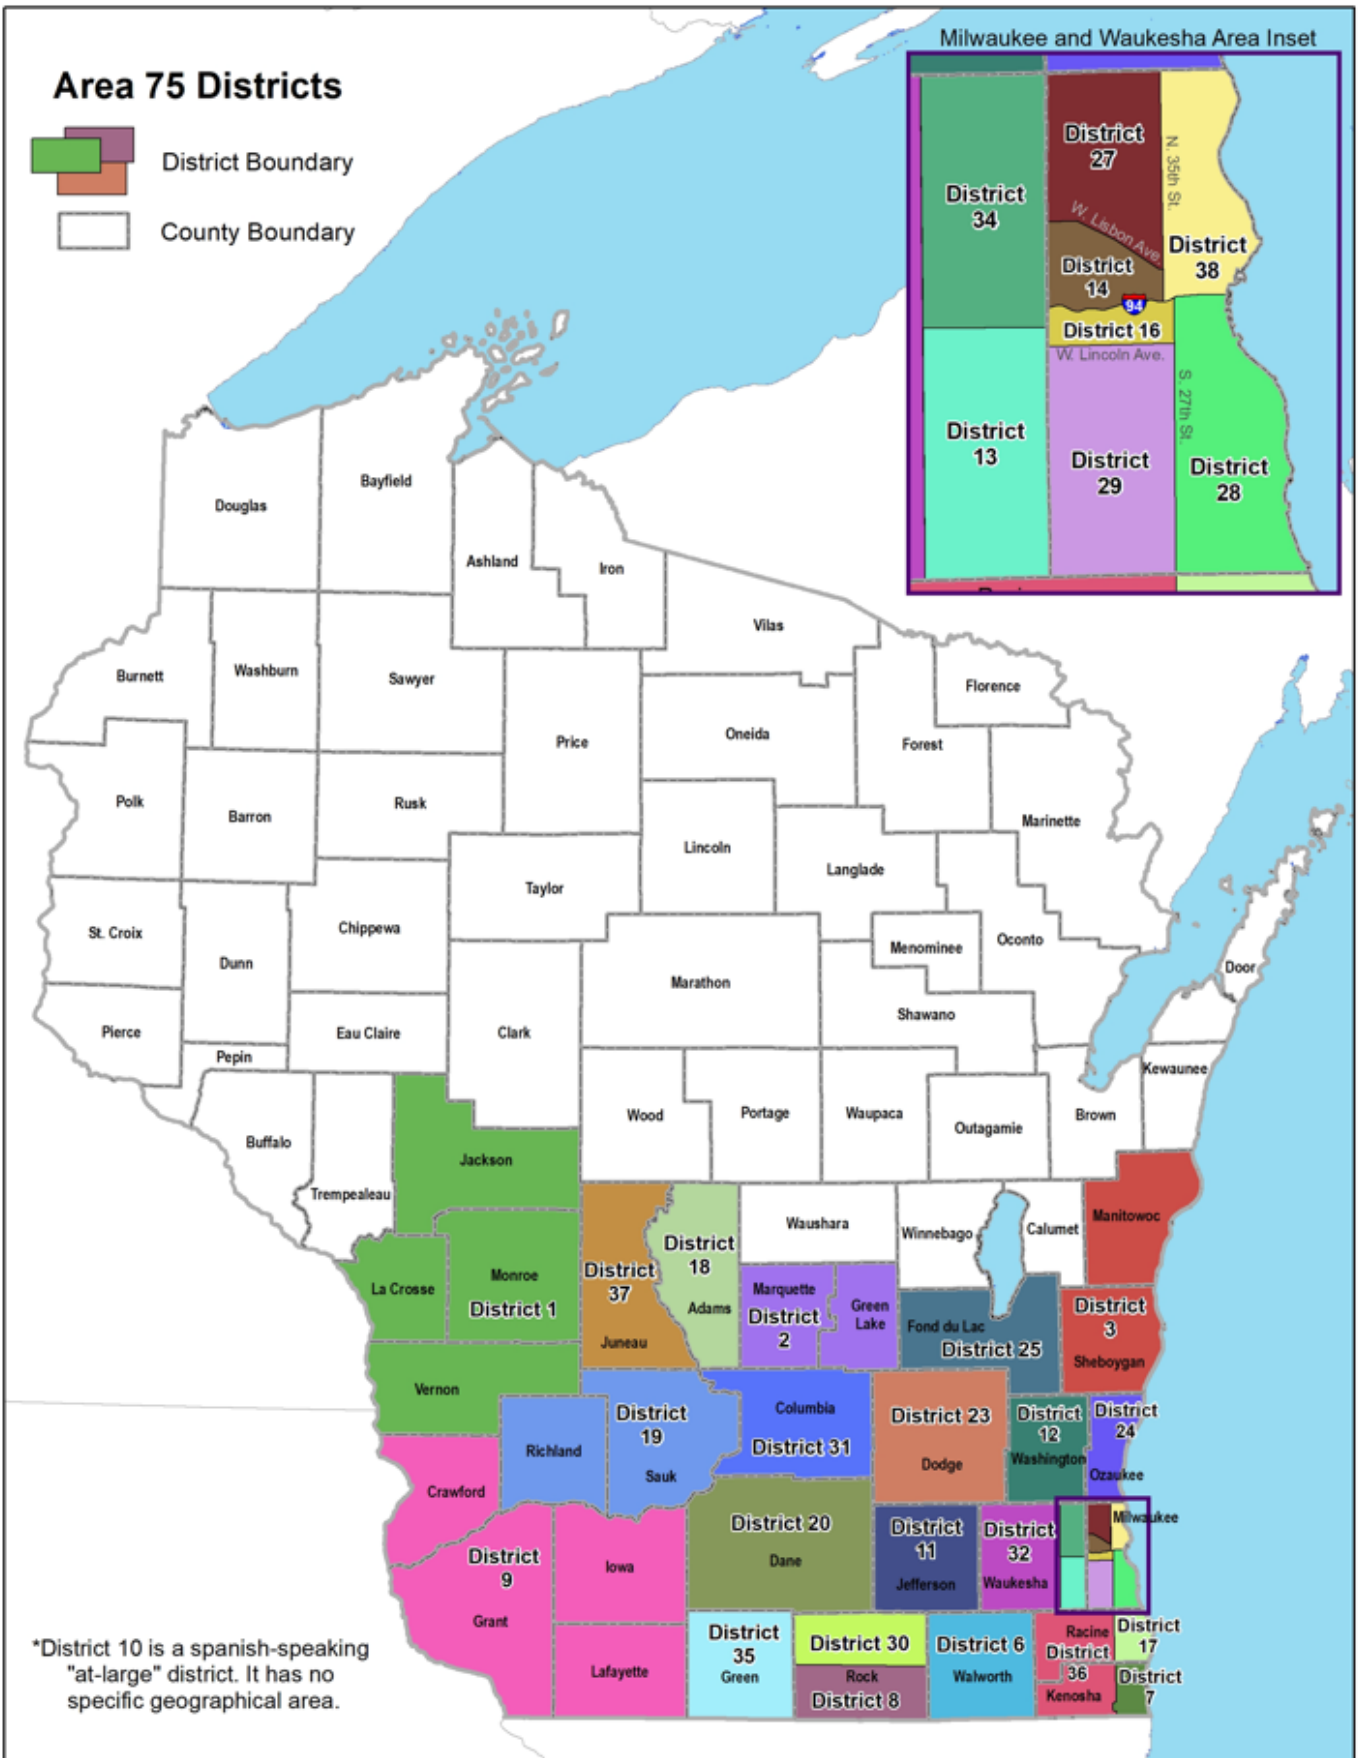 Milwaukee and Waukesha Area Inset
Area 75 Districts
District Boundary
County Boundary
District
27
N. 35th St.
District
34
W. Lisbon Ave.
District
38
District
14
94
District 16
W. Lincoln Ave.
S. 27th St.
District
13
District
29
District
28
Douglas
Bayfield
Ashland
Iron
Vilas
Burnett
Washburn
Sawyer
Florence
Price
Oneida
Forest
Polk
Barron
Rusk
Marinette
Lincoln
Langlade
Taylor
St. Croix
Chippewa
Dunn
Menominee
Oconto
Door
Marathon
Shawano
Pierce
Eau Claire
Clark
Pepin
Kewaunee
Wood
Portage
Waupaca
Outagamie
Brown
Buffalo
Jackson
Trempealeau
Waushara
Winnebago
Calumet
Manitowoc
La Crosse
Monroe
District 1
District
37
Juneau
District
18
Adams
Marquette
District
2
Green
Lake
Fond du Lac
District 25
District
3
Sheboygan
Vernon
Richland
District
19
Sauk
Columbia
District 31
District 23
Dodge
District
12
Washington
District
24
Ozaukee
Crawford
District
9
Grant
Iowa
Lafayette
District 20
Dane
District
11
Jefferson
District
32
Waukesha
Milwaukee
District
35
Green
District 30
Rock
District 8
District 6
Walworth
Racine
District
36
Kenosha
District
17
District
7
*District 10 is a spanish-speaking
"at-large" district. It has no
specific geographical area.